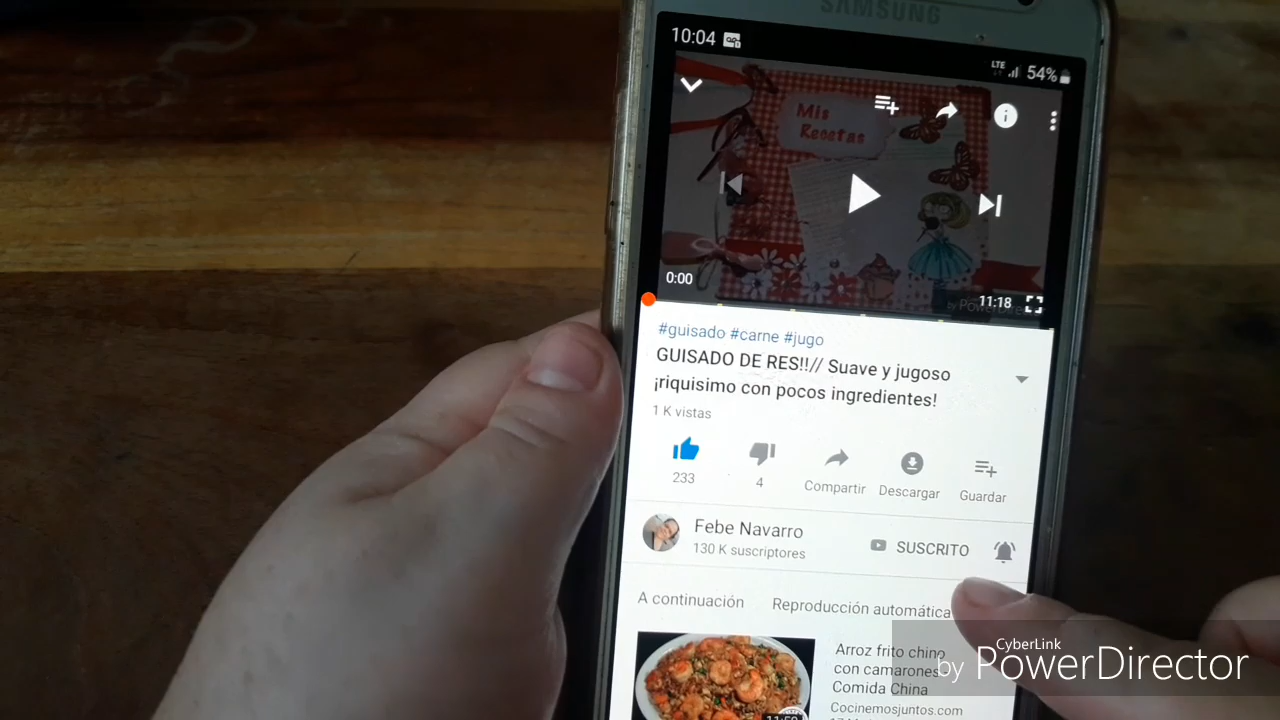 SAMSUNG
10:04
LTE
54%
Mis
Recetas
0:00
11:18
by PowerDirector
#guisado #carne #jugo
GUISADO DE RES!!// Suave y jugoso
¡riquisimo con pocos ingredientes!
1 K vistas
233
4
Compartir
Descargar
Guardar
Febe Navarro
130 K suscriptores
SUSCRITO
A continuación
Reproducción automática
Arroz frito chino
con camarones
Comida China
Cocinemosjuntos.com
CyberLink
by PowerDirector